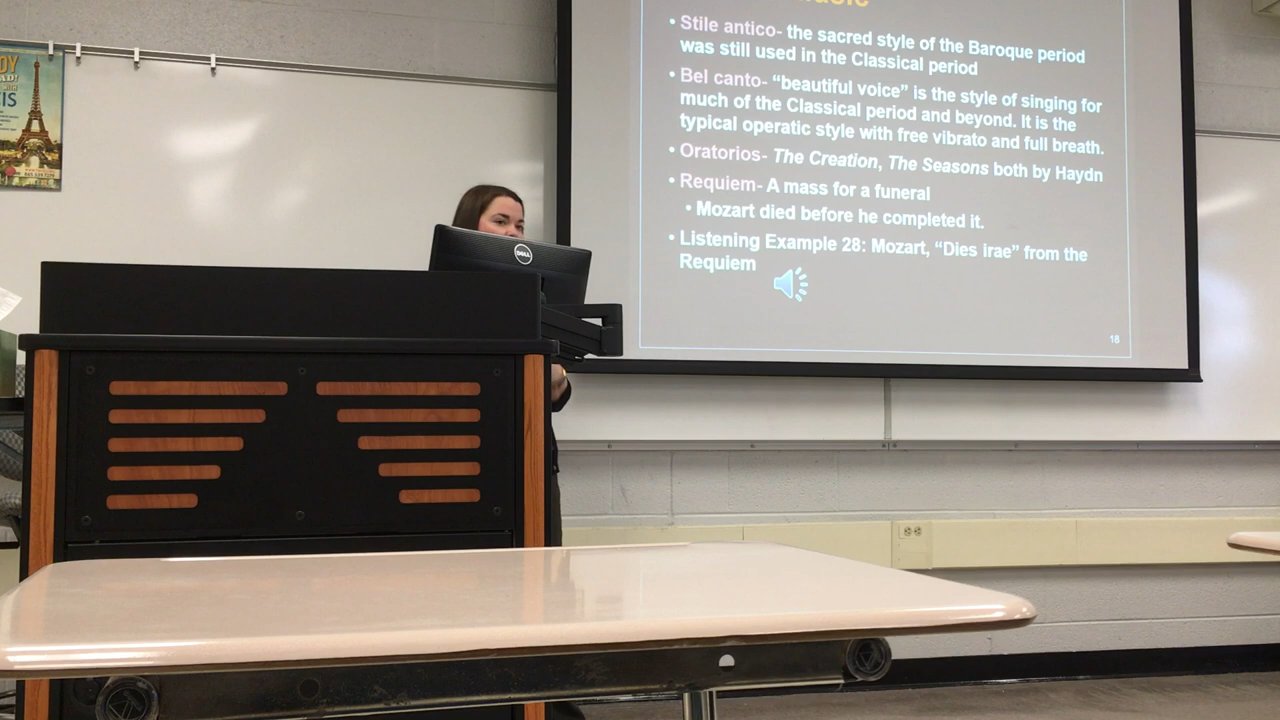 • Stile antico- the sacred style of the Baroque period
was still used in the Classical period
• Bel canto- “beautiful voice” is the style of singing for
much of the Classical period and beyond. It is the
typical operatic style with free vibrato and full breath.
• Oratorios- The Creation, The Seasons both by Haydn
• Requiem- A mass for a funeral
• Mozart died before he completed it.
• Listening Example 28: Mozart, “Dies irae” from the
Requiem
18
DELL